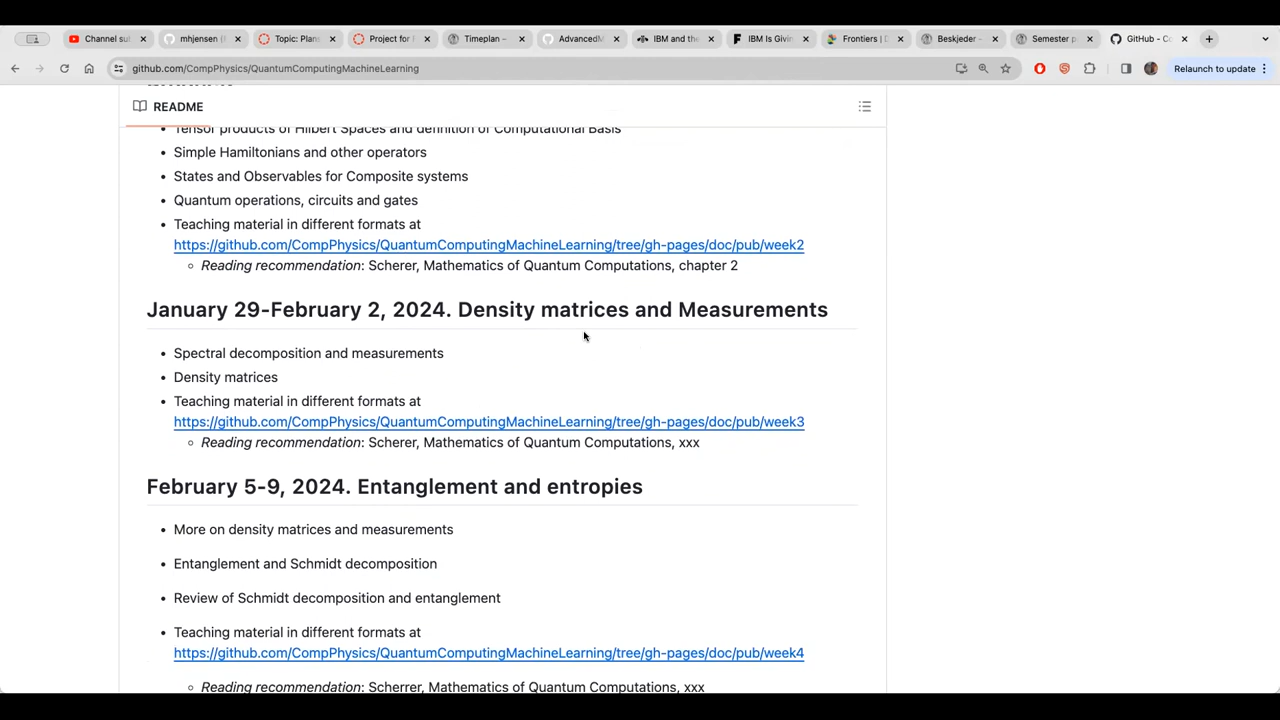 Channel su
mhjensen (
Topic: Plan
Project for F
Timeplan –
AdvancedM
IBM and the
IBM Is Givin
Frontiers | D
Beskjeder –
Semester p
GitHub - Co
github.com/CompPhysics/QuantumComputingMachineLearning
Relaunch to update
README
Tensor products of Hilbert Spaces and definition of Computational Basis
Simple Hamiltonians and other operators
States and Observables for Composite systems
Quantum operations, circuits and gates
Teaching material in different formats at
https://github.com/CompPhysics/QuantumComputingMachineLearning/tree/gh-pages/doc/pub/week2
Reading recommendation: Scherer, Mathematics of Quantum Computations, chapter 2
January 29-February 2, 2024. Density matrices and Measurements
Spectral decomposition and measurements
Density matrices
Teaching material in different formats at
https://github.com/CompPhysics/QuantumComputingMachineLearning/tree/gh-pages/doc/pub/week3
Reading recommendation: Scherer, Mathematics of Quantum Computations, xxx
February 5-9, 2024. Entanglement and entropies
More on density matrices and measurements
Entanglement and Schmidt decomposition
Review of Schmidt decomposition and entanglement
Teaching material in different formats at
https://github.com/CompPhysics/QuantumComputingMachineLearning/tree/gh-pages/doc/pub/week4
Reading recommendation: Scherrer, Mathematics of Quantum Computations, xxx